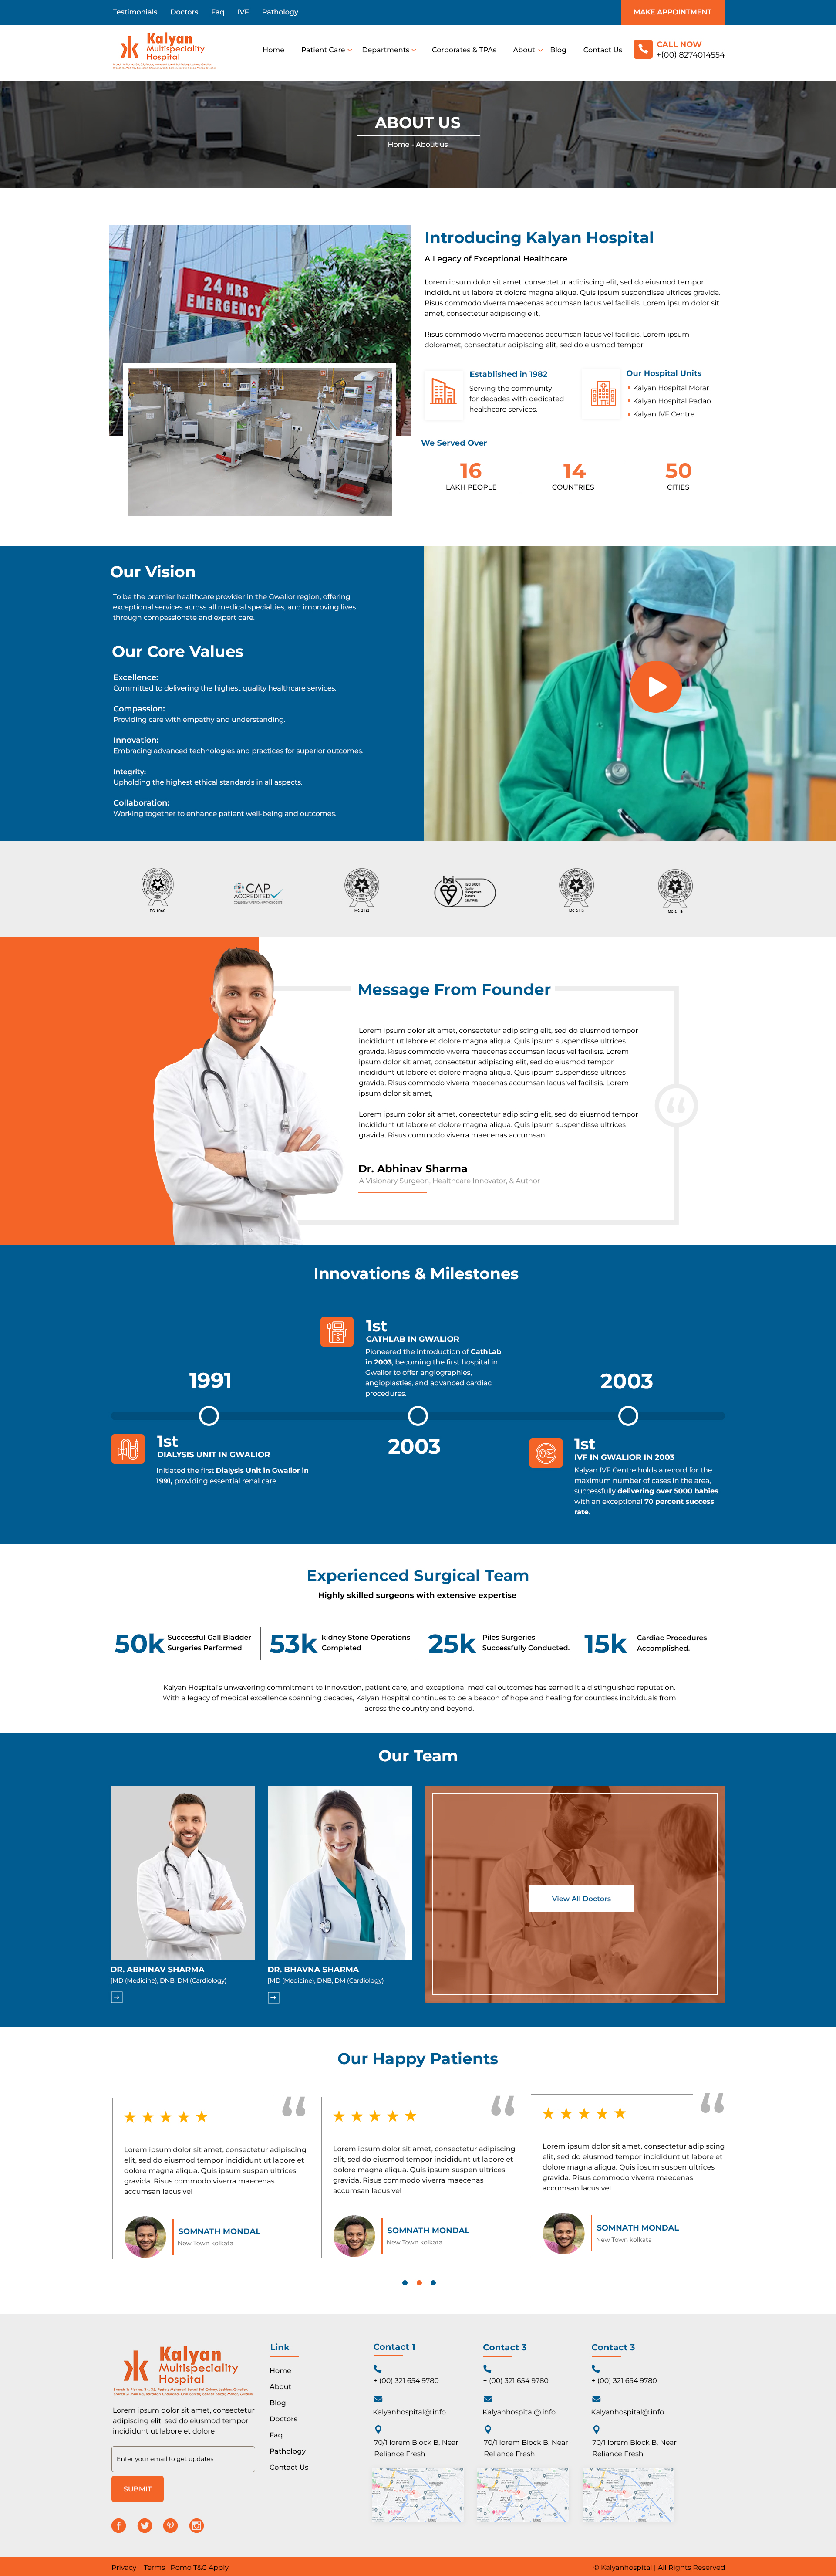 Testimonials Doctors Faq IVF Pathology
MAKE APPOINTMENT
Kalyan
Multispeciality
Hospital
Home Patient Care Departments Corporates & TPAs About Blog Contact Us
CALL NOW
+(00) 8274014554
ABOUT US
Home - About us
24 HRS
EMERGENCY
Introducing Kalyan Hospital
A Legacy of Exceptional Healthcare
Lorem ipsum dolor sit amet, consectetur adipiscing elit, sed do eiusmod tempor
incididunt ut labore et dolore magna aliqua. Quis ipsum suspendisse ultrices gravida.
Risus commodo viverra maecenas accumsan lacus vel facilisis. Lorem ipsum dolor sit
amet, consectetur adipiscing elit,
Risus commodo viverra maecenas accumsan lacus vel facilisis. Lorem ipsum
doloramet, consectetur adipiscing elit, sed do eiusmod tempor
Established in 1982
Serving the community
for decades with dedicated
healthcare services.
Our Hospital Units
Kalyan Hospital Morar
Kalyan Hospital Padao
Kalyan IVF Centre
We Served Over
16
LAKH PEOPLE
14
COUNTRIES
50
CITIES
Our Vision
To be the premier healthcare provider in the Gwalior region, offering
exceptional services across all medical specialties, and improving lives
through compassionate and expert care.
Our Core Values
Excellence:
Committed to delivering the highest quality healthcare services.
Compassion:
Providing care with empathy and understanding.
Innovation:
Embracing advanced technologies and practices for superior outcomes.
Integrity:
Upholding the highest ethical standards in all aspects.
Collaboration:
Working together to enhance patient well-being and outcomes.
CAP
ACCREDITED
COLLEGE of AMERICAN PATHOLOGISTS
MC-2113
bsi
ISO 9001
Quality
Management
Systems
CERTIFIED
MC-2113
MC-2113
Message From Founder
Lorem ipsum dolor sit amet, consectetur adipiscing elit, sed do eiusmod tempor
incididunt ut labore et dolore magna aliqua. Quis ipsum suspendisse ultrices
gravida. Risus commodo viverra maecenas accumsan lacus vel facilisis. Lorem
ipsum dolor sit amet, consectetur adipiscing elit, sed do eiusmod tempor
incididunt ut labore et dolore magna aliqua. Quis ipsum suspendisse ultrices
gravida. Risus commodo viverra maecenas accumsan lacus vel facilisis. Lorem
ipsum dolor sit amet,
Lorem ipsum dolor sit amet, consectetur adipiscing elit, sed do eiusmod tempor
incididunt ut labore et dolore magna aliqua. Quis ipsum suspendisse ultrices
gravida. Risus commodo viverra maecenas accumsan
Dr. Abhinav Sharma
A Visionary Surgeon, Healthcare Innovator, & Author
Innovations & Milestones
1st
CATHLAB IN GWALIOR
Pioneered the introduction of CathLab
in 2003, becoming the first hospital in
Gwalior to offer angiographies,
angioplasties, and advanced cardiac
procedures.
1991
2003
1st
DIALYSIS UNIT IN GWALIOR
Initiated the first Dialysis Unit in Gwalior in
1991, providing essential renal care.
2003
1st
IVF IN GWALIOR IN 2003
Kalyan IVF Centre holds a record for the
maximum number of cases in the area,
successfully delivering over 5000 babies
with an exceptional 70 percent success
rate.
Experienced Surgical Team
Highly skilled surgeons with extensive expertise
50k Successful Gall Bladder
Surgeries Performed
53k kidney Stone Operations
Completed
25k Piles Surgeries
Successfully Conducted.
15k Cardiac Procedures
Accomplished.
Kalyan Hospital's unwavering commitment to innovation, patient care, and exceptional medical outcomes has earned it a distinguished reputation.
With a legacy of medical excellence spanning decades, Kalyan Hospital continues to be a beacon of hope and healing for countless individuals from
across the country and beyond.
Our Team
View All Doctors
DR. ABHINAV SHARMA
[MD (Medicine), DNB, DM (Cardiology)
DR. BHAVNA SHARMA
[MD (Medicine), DNB, DM (Cardiology)
Our Happy Patients
Lorem ipsum dolor sit amet, consectetur adipiscing
elit, sed do eiusmod tempor incididunt ut labore et
dolore magna aliqua. Quis ipsum suspen ultrices
gravida. Risus commodo viverra maecenas
accumsan lacus vel
SOMNATH MONDAL
New Town kolkata
Lorem ipsum dolor sit amet, consectetur adipiscing
elit, sed do eiusmod tempor incididunt ut labore et
dolore magna aliqua. Quis ipsum suspen ultrices
gravida. Risus commodo viverra maecenas
accumsan lacus vel
SOMNATH MONDAL
New Town kolkata
Lorem ipsum dolor sit amet, consectetur adipiscing
elit, sed do eiusmod tempor incididunt ut labore et
dolore magna aliqua. Quis ipsum suspen ultrices
gravida. Risus commodo viverra maecenas
accumsan lacus vel
SOMNATH MONDAL
New Town kolkata
Kalyan
Multispeciality
Hospital
Lorem ipsum dolor sit amet, consectetur
adipiscing elit, sed do eiusmod tempor
incididunt ut labore et dolore
Enter your email to get updates
SUBMIT
Link
Home
About
Blog
Doctors
Faq
Pathology
Contact Us
Contact 1
+ (00) 321 654 9780
Kalyanhospital@.info
70/1 lorem Block B, Near
Reliance Fresh
Contact 3
+ (00) 321 654 9780
Kalyanhospital@.info
70/1 lorem Block B, Near
Reliance Fresh
Contact 3
+ (00) 321 654 9780
Kalyanhospital@.info
70/1 lorem Block B, Near
Reliance Fresh
Privacy Terms Pomo T&C Apply
© Kalyanhospital | All Rights Reserved